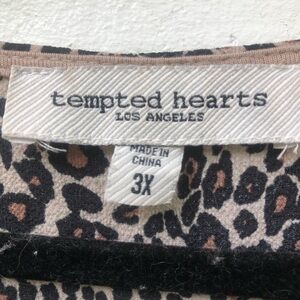 tempted hearts
LOS ANGELES
MADE IN
CHINA
3X